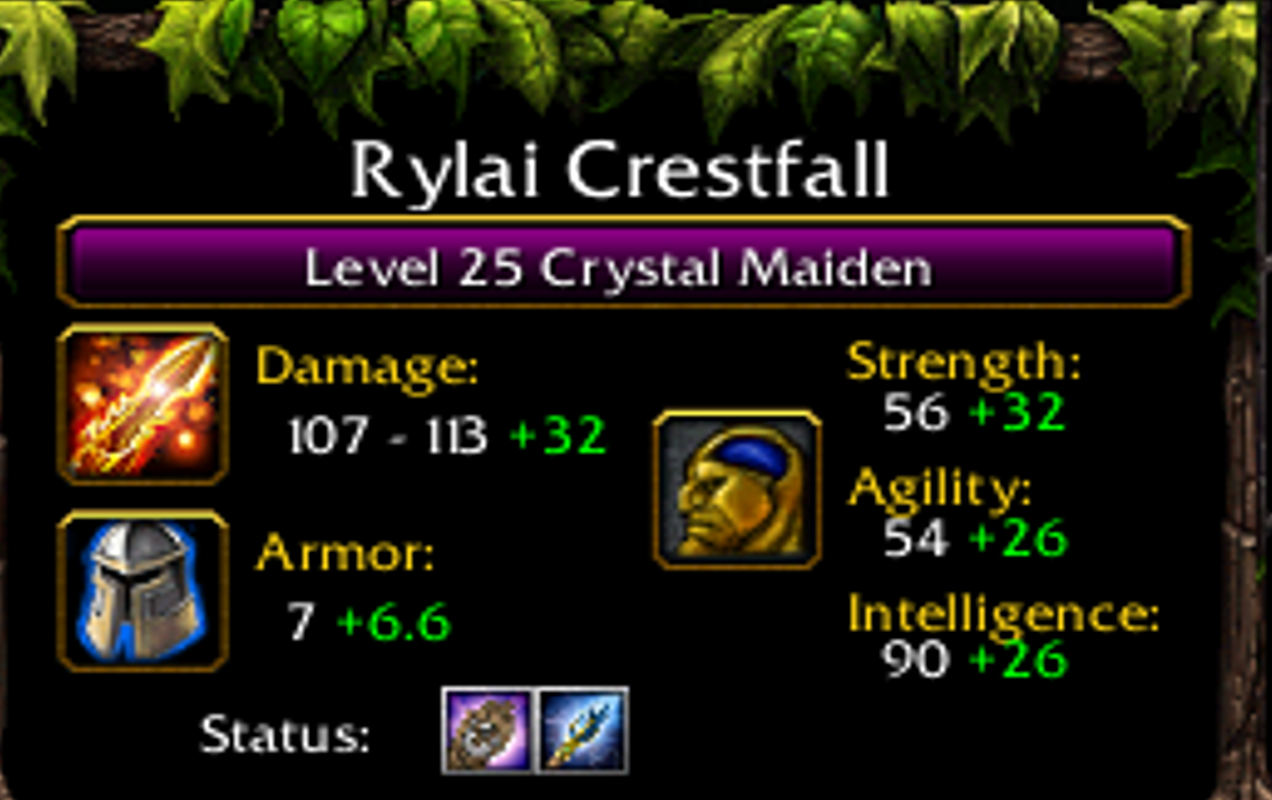 Rylai Crestfall
Level 25 Crystal Maiden
Damage:
107 - 113 +32
Armor:
7 +6.6
Strength:
56 +32
Agility:
54 +26
Intelligence:
90 +26
Status: